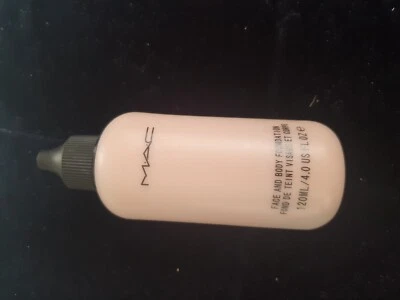 MAC
FACE AND BODY FOUNDATION
FOND DE TEINT VISAGE ET CORPS
120ML/4.0 US FL.OZ℮